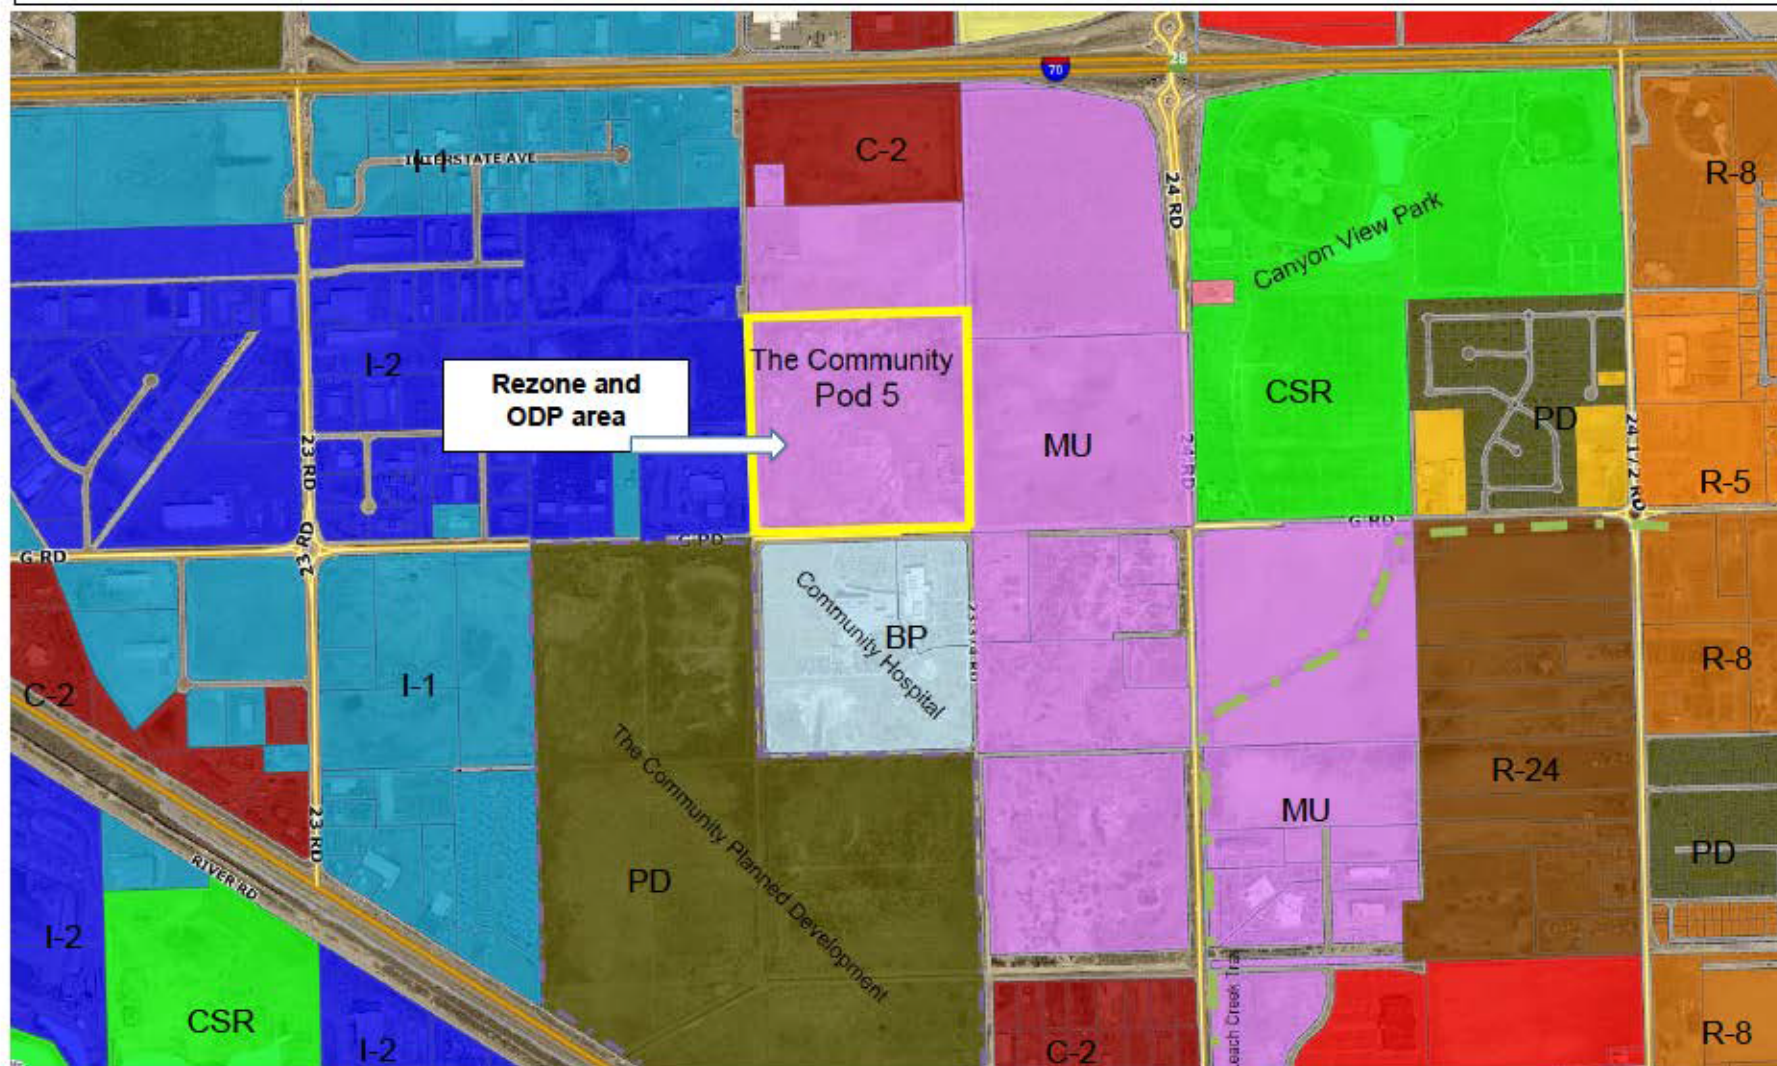 70
28
C-2
R-8
I-1
INTERSTATE AVE
24 RD
Canyon View Park
I-2
Rezone and
ODP area
The Community
Pod 5
MU
CSR
PD
23 RD
24 RD
24 1/2 RD
R-5
G RD
G RD
G RD
23 RD
Community Hospital
BP
23 3/4 RD
R-8
C-2
I-1
The Community Planned Development
R-24
MU
23 RD
PD
PD
RIVER RD
I-2
CSR
I-2
C-2
R-8